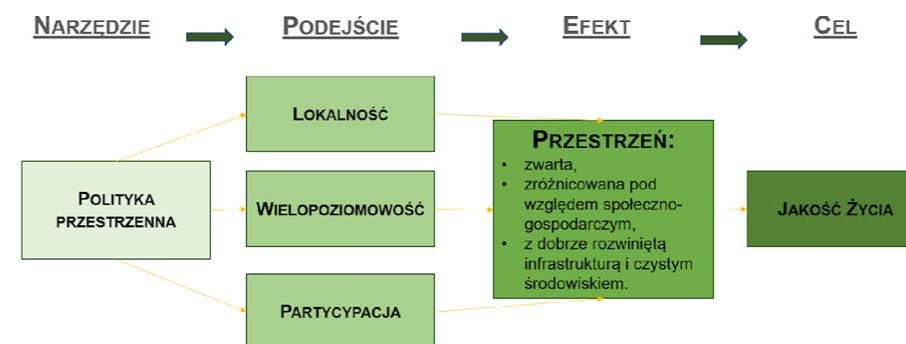 NARZĘDZIE
PODEJŚCIE
EFEKT
CEL
LOKALNOŚĆ
PRZESTRZEŃ:
• zwarta,
• zróżnicowana pod
względem społeczno-
gospodarczym,
• z dobrze rozwiniętą
infrastrukturą i czystym
środowiskiem.
POLITYKA
PRZESTRZENNA
WIELOPOZIOMOWOŚĆ
JAKOŚĆ ŻYCIA
PARTYCYPACJA